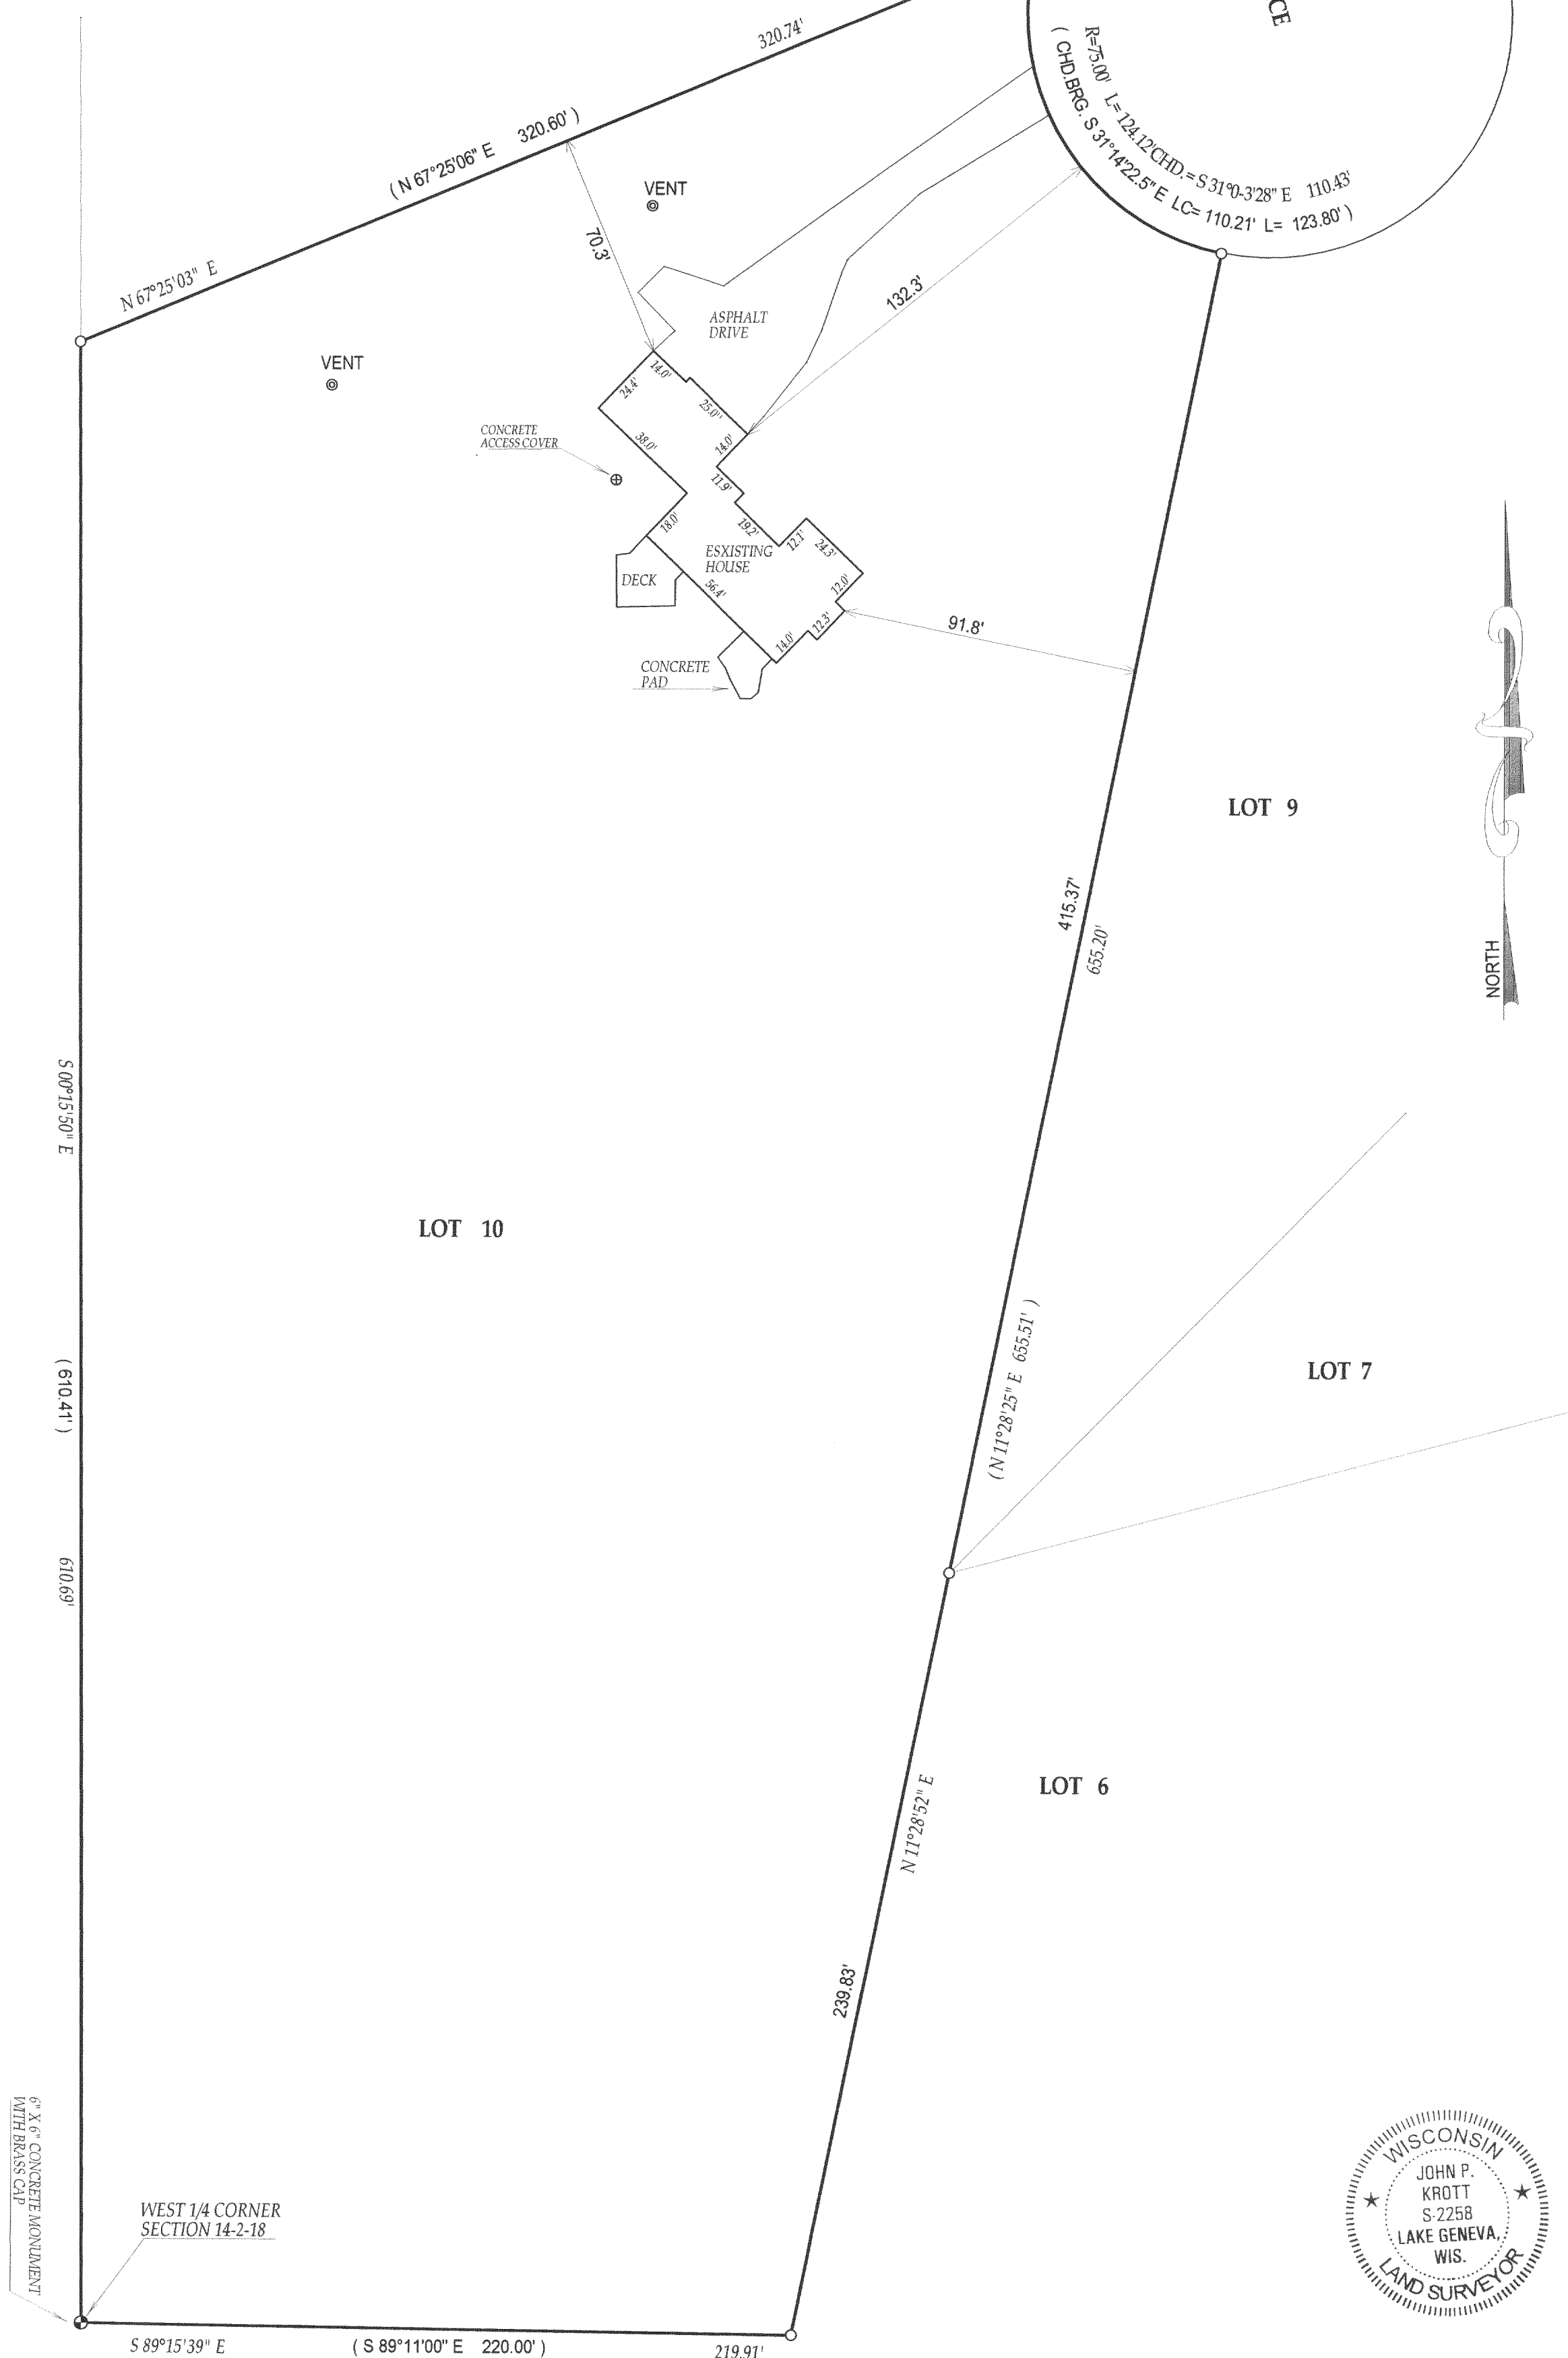 CE
320.74'
R=75.00' L= 124.12'CHD.= S 31°0-3'28" E 110.43'
( CHD.BRG. S 31°14'22.5" E LC= 110.21' L= 123.80' )
( N 67°25'06" E 320.60' )
N 67°25'03" E
VENT
70.3'
132.3'
ASPHALT
DRIVE
VENT
14.0'
24.4'
25.0''
38.0'
14.0'
CONCRETE
ACCESS COVER
11.9'
18.0'
19.2'
12.1'
24.3'
ESXISTING
HOUSE
DECK
56.4'
12.0'
12.3'
14.0'
91.8'
CONCRETE
PAD
LOT 9
415.37'
655.20'
NORTH
S 00°15'50" E
LOT 10
( N 11°28'25" E 655.51' )
( 610.41' )
LOT 7
610.69'
N 11°28'52" E
LOT 6
239.83'
6" X 6" CONCRETE MONUMENT
WITH BRASS CAP
WEST 1/4 CORNER
SECTION 14-2-18
WISCONSIN
JOHN P.
KROTT
S-2258
LAKE GENEVA,
WIS.
LAND SURVEYOR
S 89°15'39" E
( S 89°11'00" E 220.00' )
219.91'